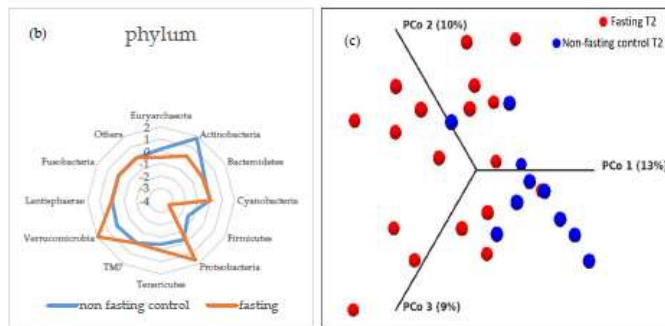 (b)
phylum
Euryarchaeota
Others
Actinobacteria
Fusobacteria
Bacteroidetes
Lentisphaerae
Cyanobacteria
Verrucomicrobia
Firmicutes
TM7
Proteobacteria
Tenericutes
2
1
0
-1
-2
-3
-4
non fasting control
fasting
(c)
PCo 2 (10%)
Fasting T2
Non-fasting control T2
PCo 1 (13%)
PCo 3 (9%)